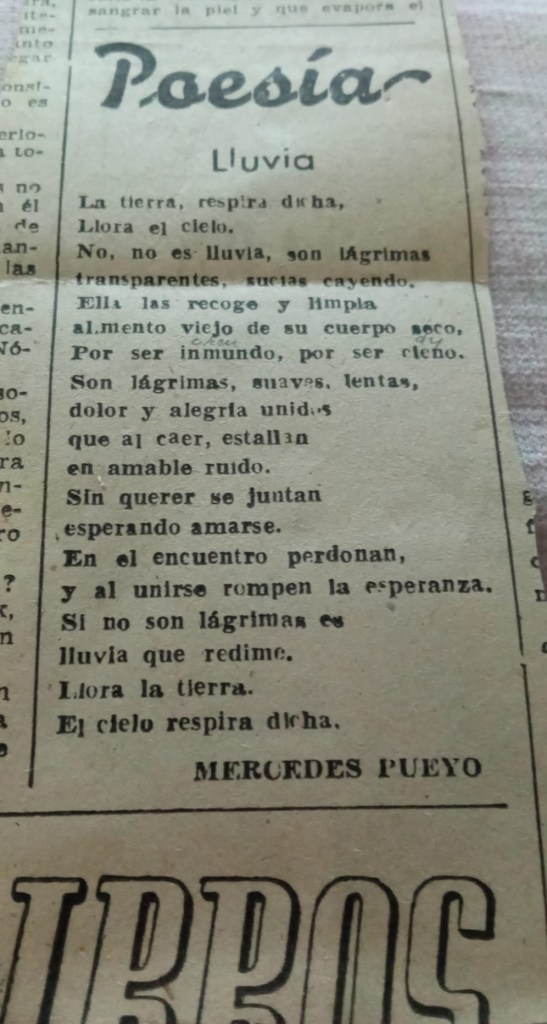 sangrar la piel y que evapora el
Poesía
Lluvia
La tierra, respira dicha,
Llora el cielo.
No, no es lluvia, son lágrimas
transparentes, sucias cayendo.
Ella las recoge y limpia
alimento viejo de su cuerpo seco,
Por ser inmundo, por ser cieno.
Son lágrimas, suaves, lentas,
dolor y alegría unidos
que al caer, estallan
en amable ruido.
Sin querer se juntan
esperando amarse.
En el encuentro perdonan,
y al unirse rompen la esperanza.
Si no son lágrimas es
lluvia que redime.
Llora la tierra.
El cielo respira dicha.
MERCEDES PUEYO